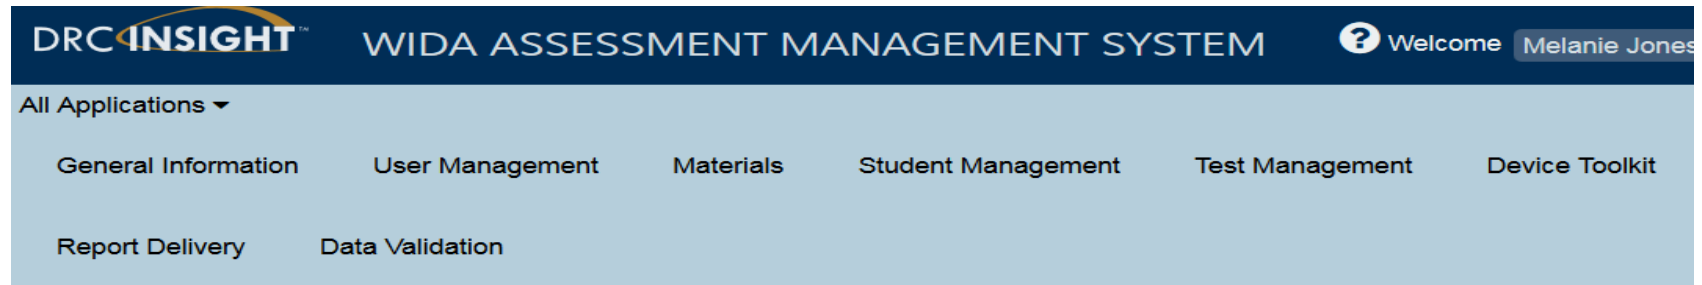 DRC INSIGHT™ WIDA ASSESSMENT MANAGEMENT SYSTEM ? Welcome Melanie Jones
All Applications
General Information User Management Materials Student Management Test Management Device Toolkit
Report Delivery Data Validation